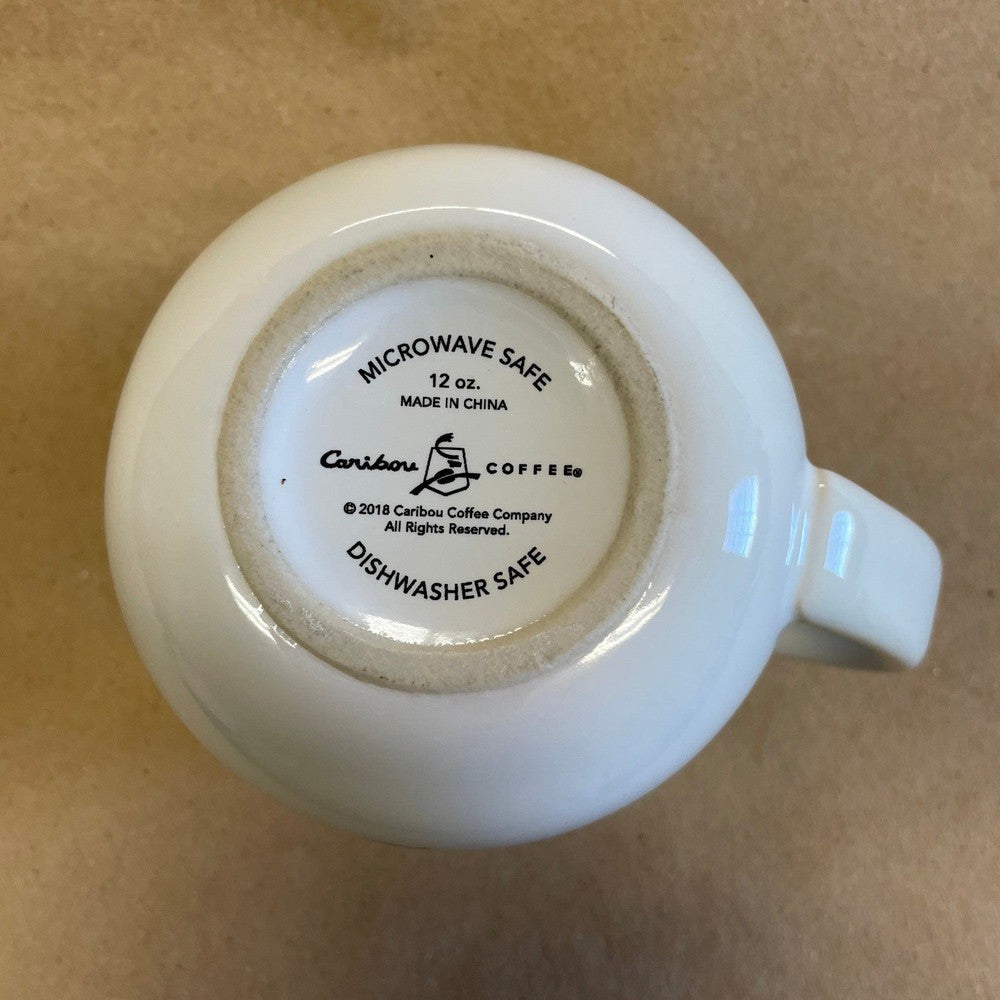 MICROWAVE SAFE
12 oz.
MADE IN CHINA
Caribou COFFEE®
© 2018 Caribou Coffee Company
All Rights Reserved.
DISHWASHER SAFE